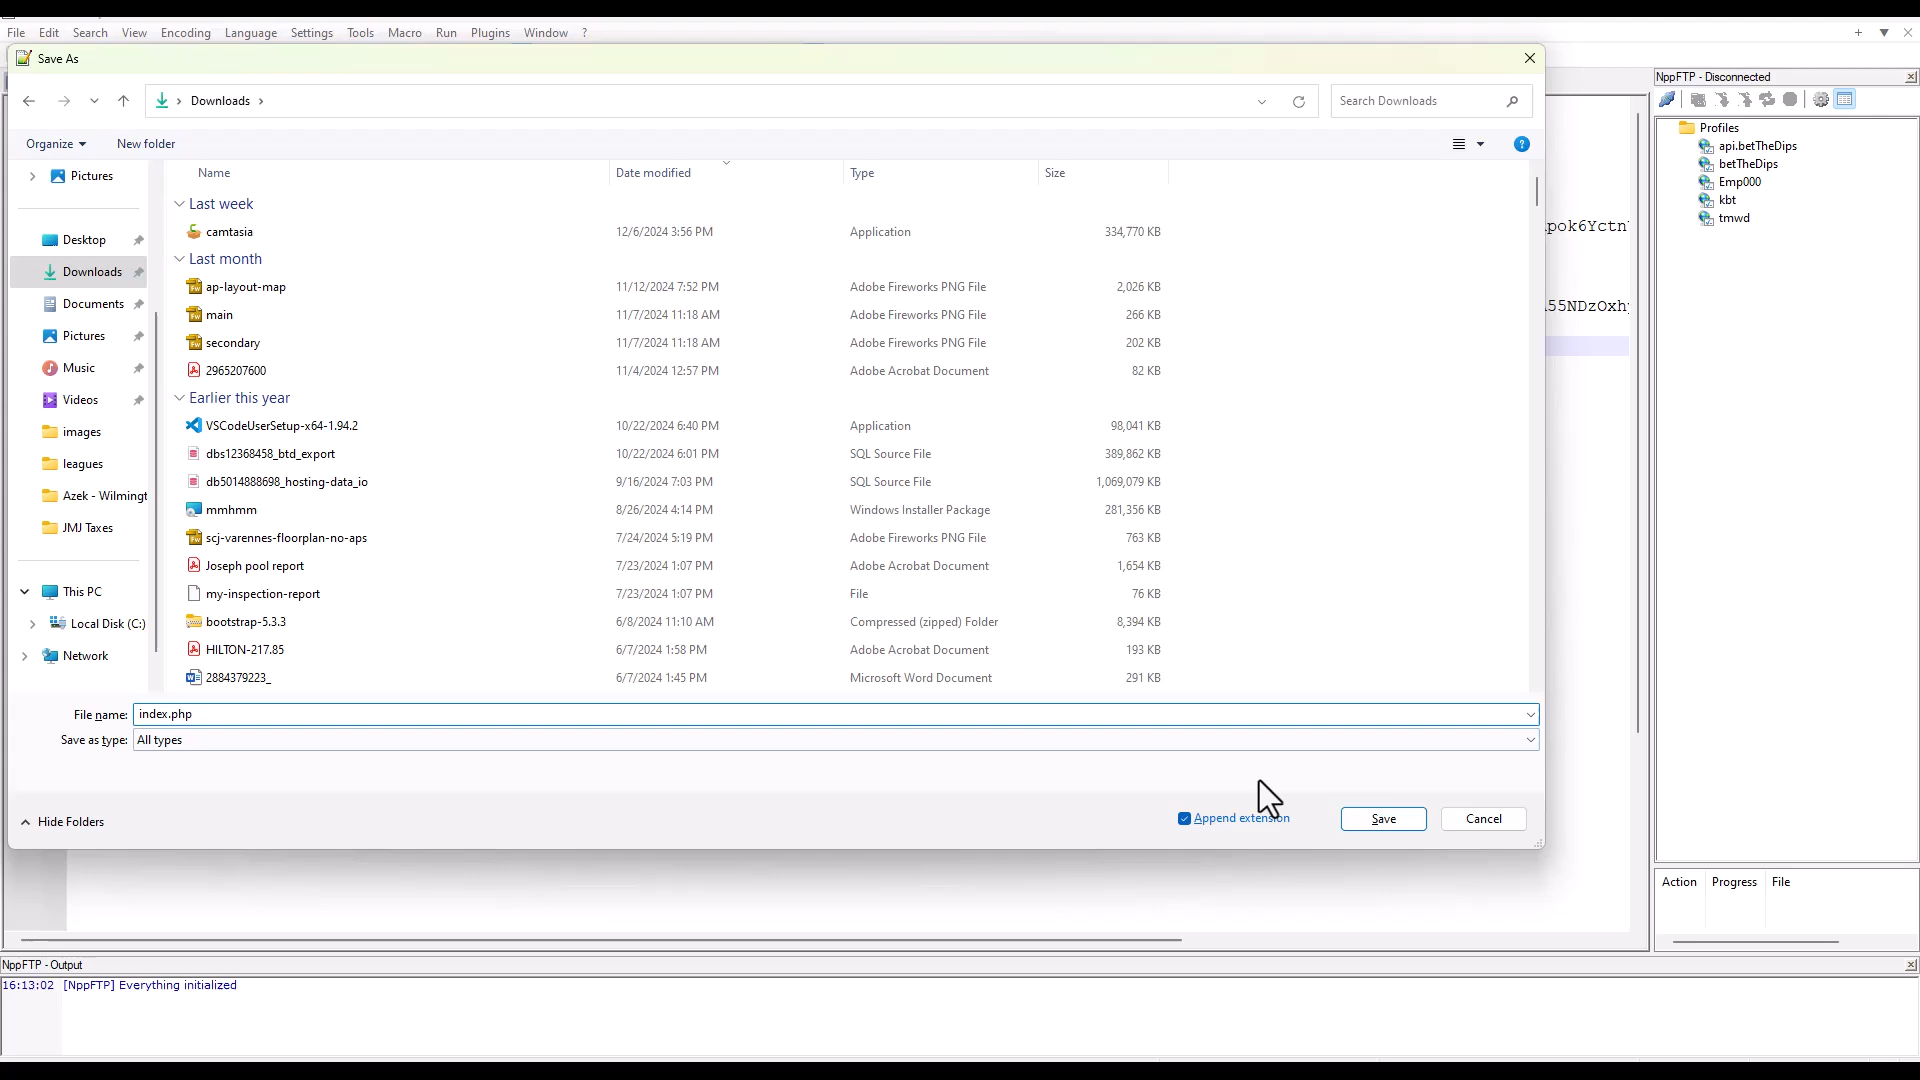 File Edit Search View Encoding Language Settings Tools Macro Run Plugins Window ?
Save As
Downloads
Search Downloads
Organize New folder
Pictures
Desktop
Downloads
Documents
Pictures
Music
Videos
images
leagues
Azek - Wilmingt
JMJ Taxes
This PC
Local Disk (C:)
Network
Name Date modified Type Size
Last week
camtasia 12/6/2024 3:56 PM Application 334,770 KB
Last month
ap-layout-map 11/12/2024 7:52 PM Adobe Fireworks PNG File 2,026 KB
main 11/7/2024 11:18 AM Adobe Fireworks PNG File 266 KB
secondary 11/7/2024 11:18 AM Adobe Fireworks PNG File 202 KB
2965207600 11/4/2024 12:57 PM Adobe Acrobat Document 82 KB
Earlier this year
VSCodeUserSetup-x64-1.94.2 10/22/2024 6:40 PM Application 98,041 KB
dbs12368458_btd_export 10/22/2024 6:01 PM SQL Source File 389,862 KB
db5014888698_hosting-data_io 9/16/2024 7:03 PM SQL Source File 1,069,079 KB
mmhmm 8/26/2024 4:14 PM Windows Installer Package 281,356 KB
scj-varennes-floorplan-no-aps 7/24/2024 5:19 PM Adobe Fireworks PNG File 763 KB
Joseph pool report 7/23/2024 1:07 PM Adobe Acrobat Document 1,654 KB
my-inspection-report 7/23/2024 1:07 PM File 76 KB
bootstrap-5.3.3 6/8/2024 11:10 AM Compressed (zipped) Folder 8,394 KB
HILTON-217.85 6/7/2024 1:58 PM Adobe Acrobat Document 193 KB
2884379223_ 6/7/2024 1:45 PM Microsoft Word Document 291 KB
File name: index.php
Save as type: All types
Hide Folders
Append extension Save Cancel
pok6Yctn
55NDzOxh
NppFTP - Disconnected
Profiles
api.betTheDips
betTheDips
Emp000
kbt
tmwd
Action Progress File
NppFTP - Output
16:13:02 [NppFTP] Everything initialized